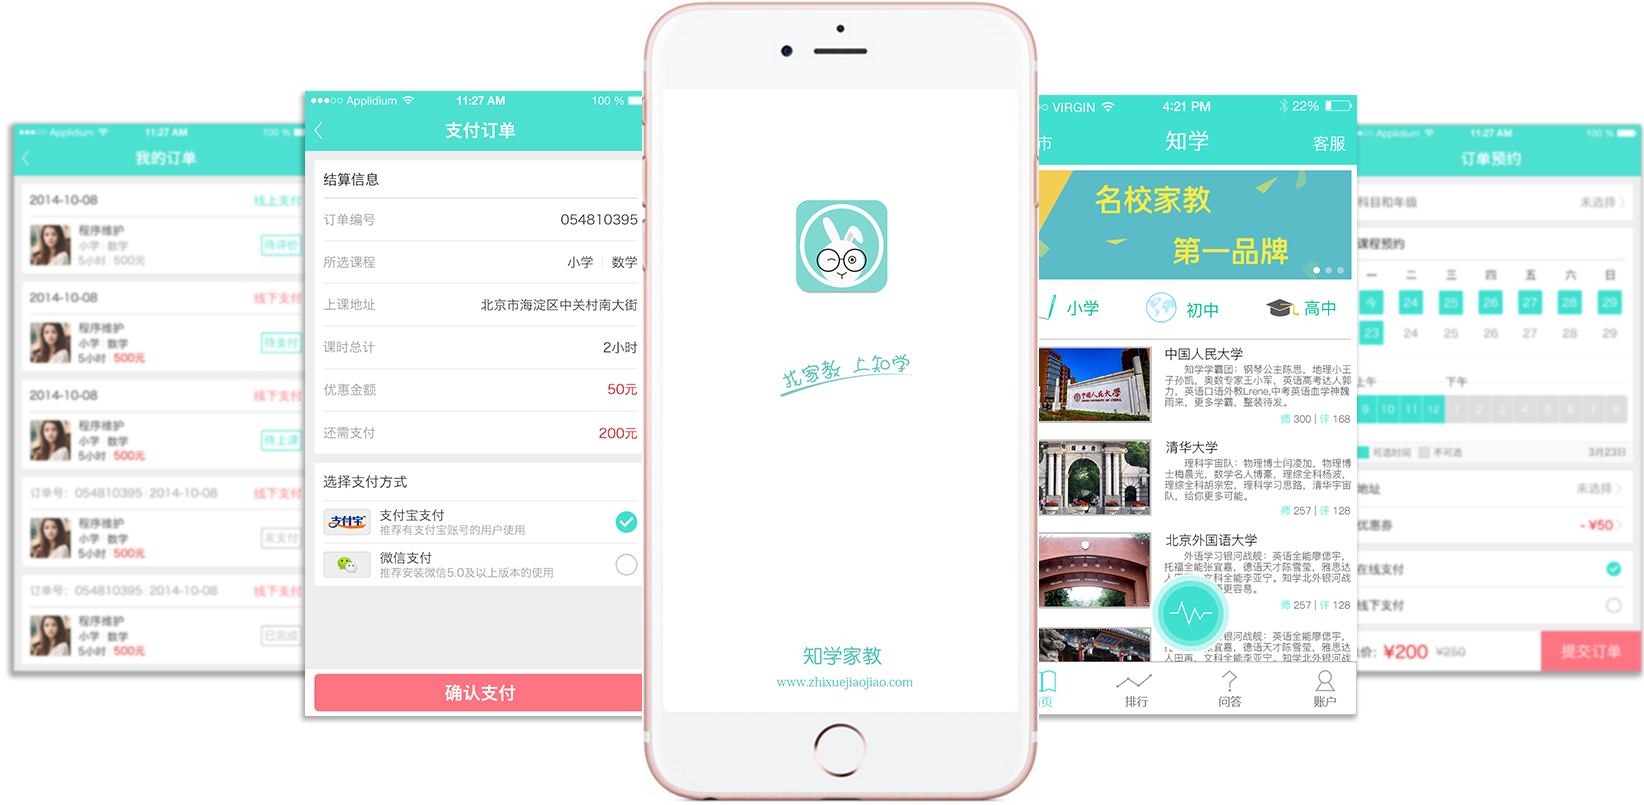 Applidium
11:27 AM
100 %
我的订单
2014-10-08
线上支付
程序维护
小学 数学
5小时 500元
待评价
2014-10-08
线下支付
程序维护
小学 数学
5小时 500元
待支付
2014-10-08
线下支付
程序维护
小学 数学
5小时 500元
待上课
订单号: 054810395 2014-10-08
线下支付
程序维护
小学 数学
5小时 500元
未支付
订单号: 054810395 2014-10-08
线下支付
程序维护
小学 数学
5小时 500元
已完成
Applidium
11:27 AM
100 %
支付订单
结算信息
订单编号 054810395
所选课程 小学 数学
上课地址 北京市海淀区中关村南大街
课时总计 2小时
优惠金额 50元
还需支付 200元
选择支付方式
支付宝
支付宝支付
推荐有支付宝账号的用户使用
微信支付
推荐安装微信5.0及以上版本的使用
确认支付
找家教 上知学
知学家教
www.zhixuejiaojiao.com
VIRGIN
4:21 PM
22%
市
知学
客服
名校家教
第一品牌
小学
初中
高中
中国人民大学
中国人民大学
知学学霸团：钢琴公主陈思，地理小王
子孙凯，奥数专家王小军，英语高考达人郭
力，英语口语外教Lrene,中考英语血学神魏
雨来，更多学霸，整装待发。
师 300 | 评 168
清华大学
理科宇宙队：物理博士闫凌加，物理博
士梅晨光，数学名人博豪，理综全科杨波，
理综全科胡宗宏，理科学习思路，清华宇宙
队，给你更多可能。
师 257 | 评 128
北京外国语大学
外语学习银河战舰：英语全能廖偲宇，
托福全能张宜嘉，德语天才陈雪莹，雅思达
人田苒，文科全能李亚宁。知学北外银河战
更容易。
师 257 | 评 128
银河战舰：英语全能廖偲宇，
宜嘉，德语天才陈雪莹，雅思达
人田苒，文科全能李亚宁。知学北外银河战
页
排行
问答
账户
Applidium
11:27 AM
100 %
订单预约
科目和年级 未选择
课程预约
一 二 三 四 五 六 日
今 24 25 26 27 28 29
23 24 25 26 27 28 29
上午 下午
9 10 11 12 1 2 3 4 5 6 7 8
可选时间 不可选 3月23日
地址 未选择
优惠券 - ¥50
在线支付
线下支付
价: ¥200 ¥250
提交订单